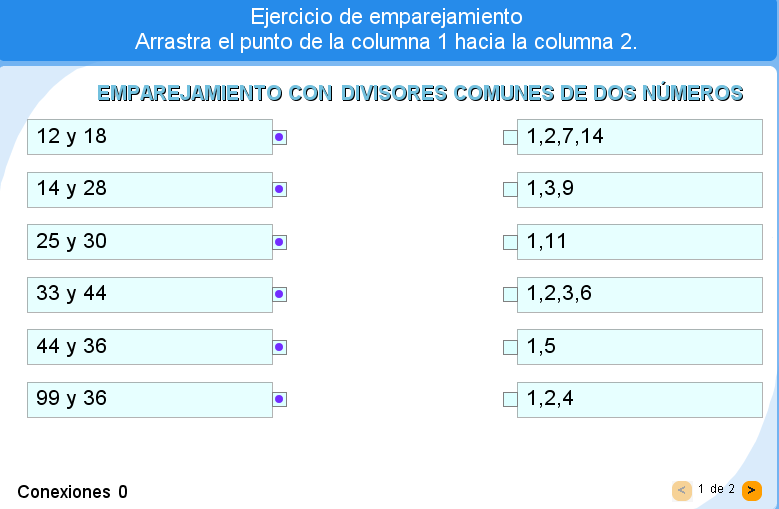 Ejercicio de emparejamiento
Arrastra el punto de la columna 1 hacia la columna 2.
EMPAREJAMIENTO CON DIVISORES COMUNES DE DOS NÚMEROS
12 y 18
1,2,7,14
14 y 28
1,3,9
25 y 30
1,11
33 y 44
1,2,3,6
44 y 36
1,5
99 y 36
1,2,4
Conexiones 0
< 1 de 2 >